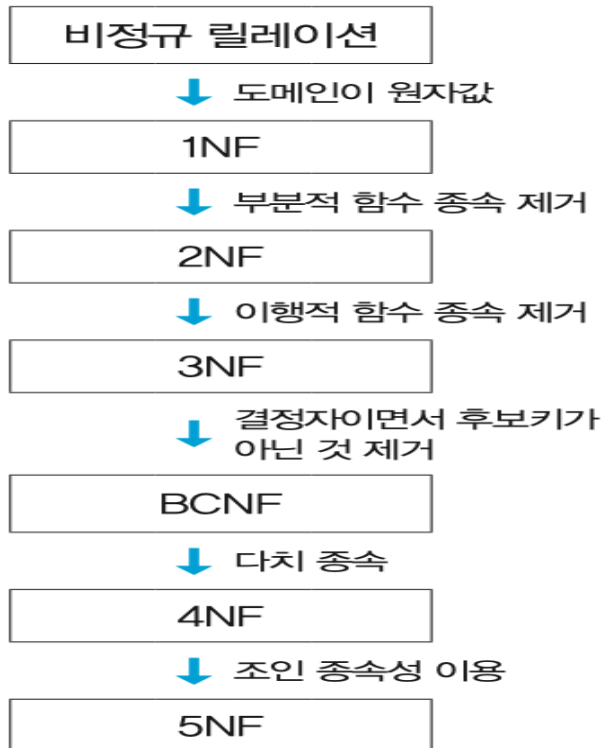 비정규 릴레이션
도메인이 원자값
1NF
부분적 함수 종속 제거
2NF
이행적 함수 종속 제거
3NF
결정자이면서 후보키가
아닌 것 제거
BCNF
다치 종속
4NF
조인 종속성 이용
5NF